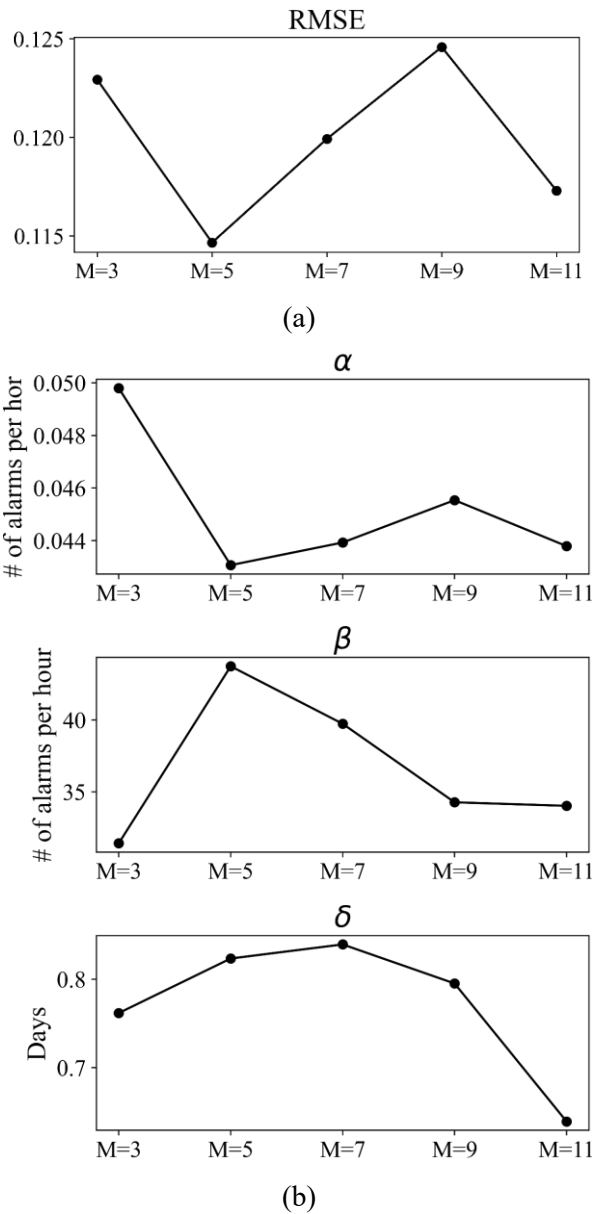 RMSE
0.125
0.120
0.115
M=3 M=5 M=7 M=9 M=11
(a)
α
# of alarms per hor
0.050
0.048
0.046
0.044
M=3 M=5 M=7 M=9 M=11
β
# of alarms per hour
40
35
M=3 M=5 M=7 M=9 M=11
δ
Days
0.8
0.7
M=3 M=5 M=7 M=9 M=11
(b)